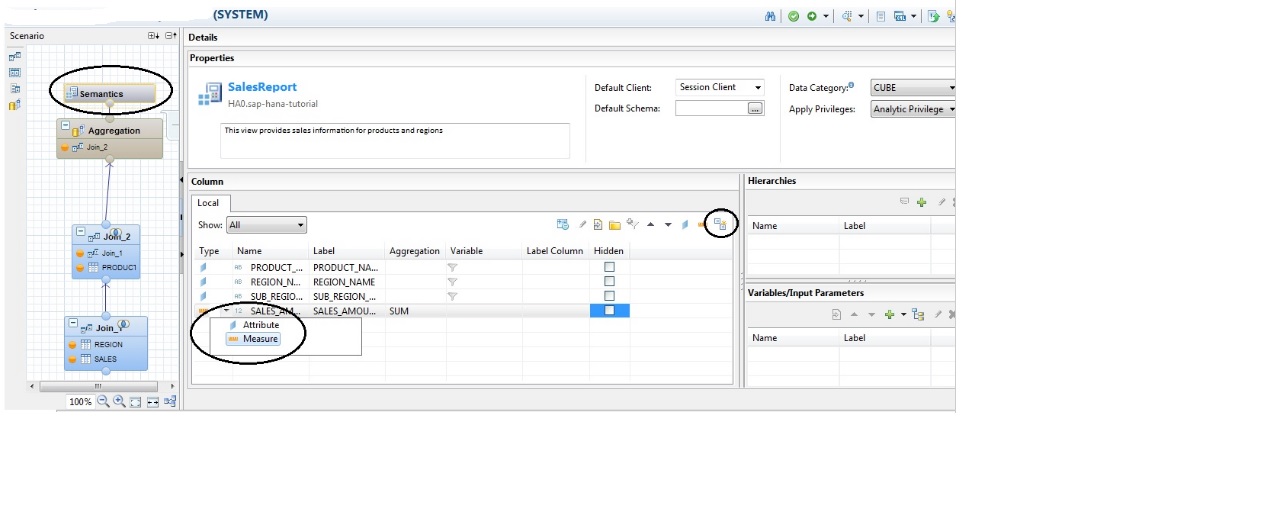 (SYSTEM)
Scenario
Details
Properties
Semantics
SalesReport
HA0.sap-hana-tutorial
Default Client: Session Client
Data Category: CUBE
Default Schema: ...
Apply Privileges: Analytic Privilege
Aggregation
Join_2
This view provides sales information for products and regions
Column
Hierarchies
Local
Show: All
Name Label
Type Name Label Aggregation Variable Label Column Hidden
PRODUCT_... PRODUCT_NA...
REGION_N... REGION_NAME
SUB_REGIO... SUB_REGION_...
12 SALES_AM... SALES_AMOU... SUM
Attribute
Measure
Join_2
Join_1
PRODUCT
Variables/Input Parameters
Name Label
Join_1
REGION
SALES
100%